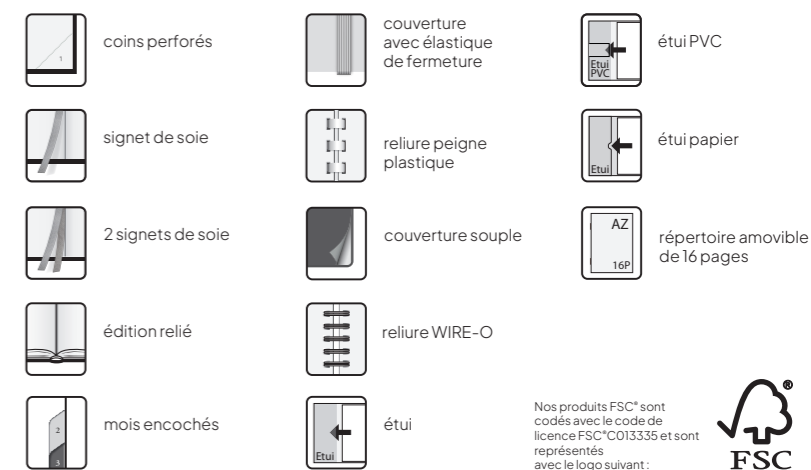 1
coins perforés
signet de soie
2 signets de soie
édition relié
2
3
mois encochés
couverture
avec élastique
de fermeture
reliure peigne
plastique
couverture souple
reliure WIRE-O
Etui
étui
Etui
PVC
étui PVC
Etui
étui papier
AZ
16P
répertoire amovible
de 16 pages
Nos produits FSC® sont
codés avec le code de
licence FSC®C013335 et sont
représentés
avec le logo suivant :
®
FSC